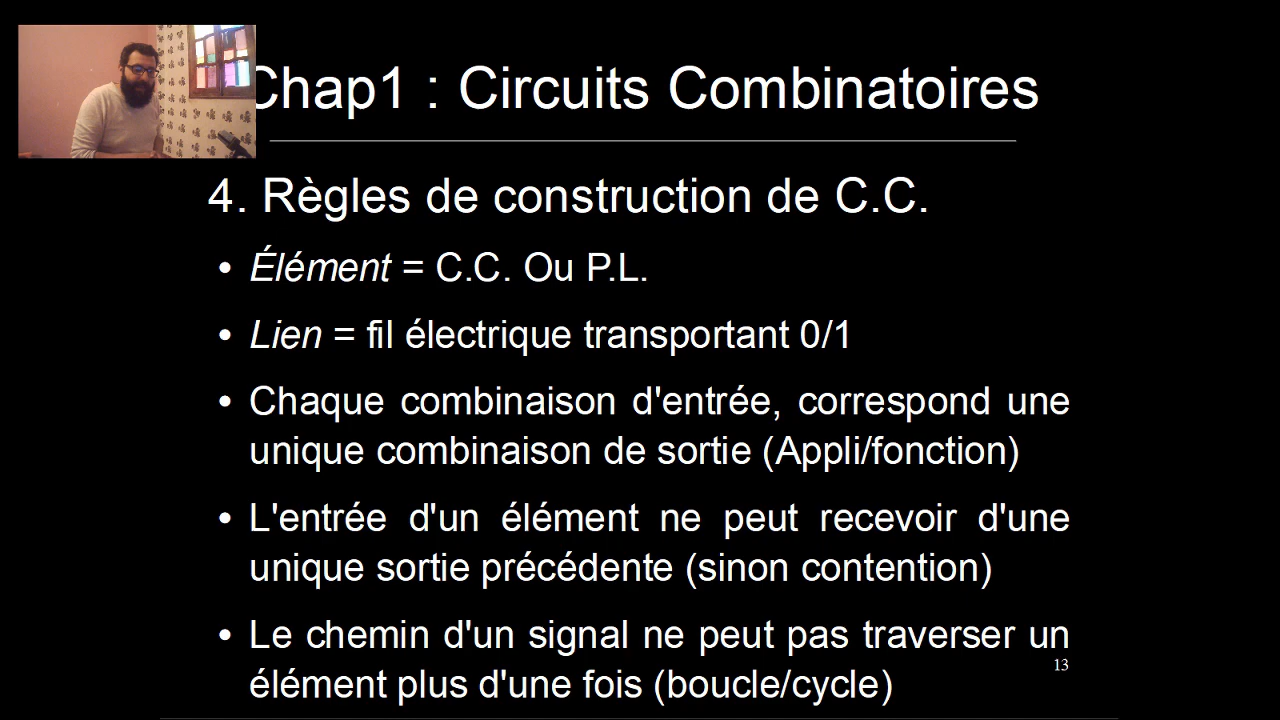 Chap1 : Circuits Combinatoires
4. Règles de construction de C.C.
• Élément = C.C. Ou P.L.
• Lien = fil électrique transportant 0/1
• Chaque combinaison d'entrée, correspond une
unique combinaison de sortie (Appli/fonction)
• L'entrée d'un élément ne peut recevoir d'une
unique sortie précédente (sinon contention)
• Le chemin d'un signal ne peut pas traverser un
élément plus d'une fois (boucle/cycle)
13